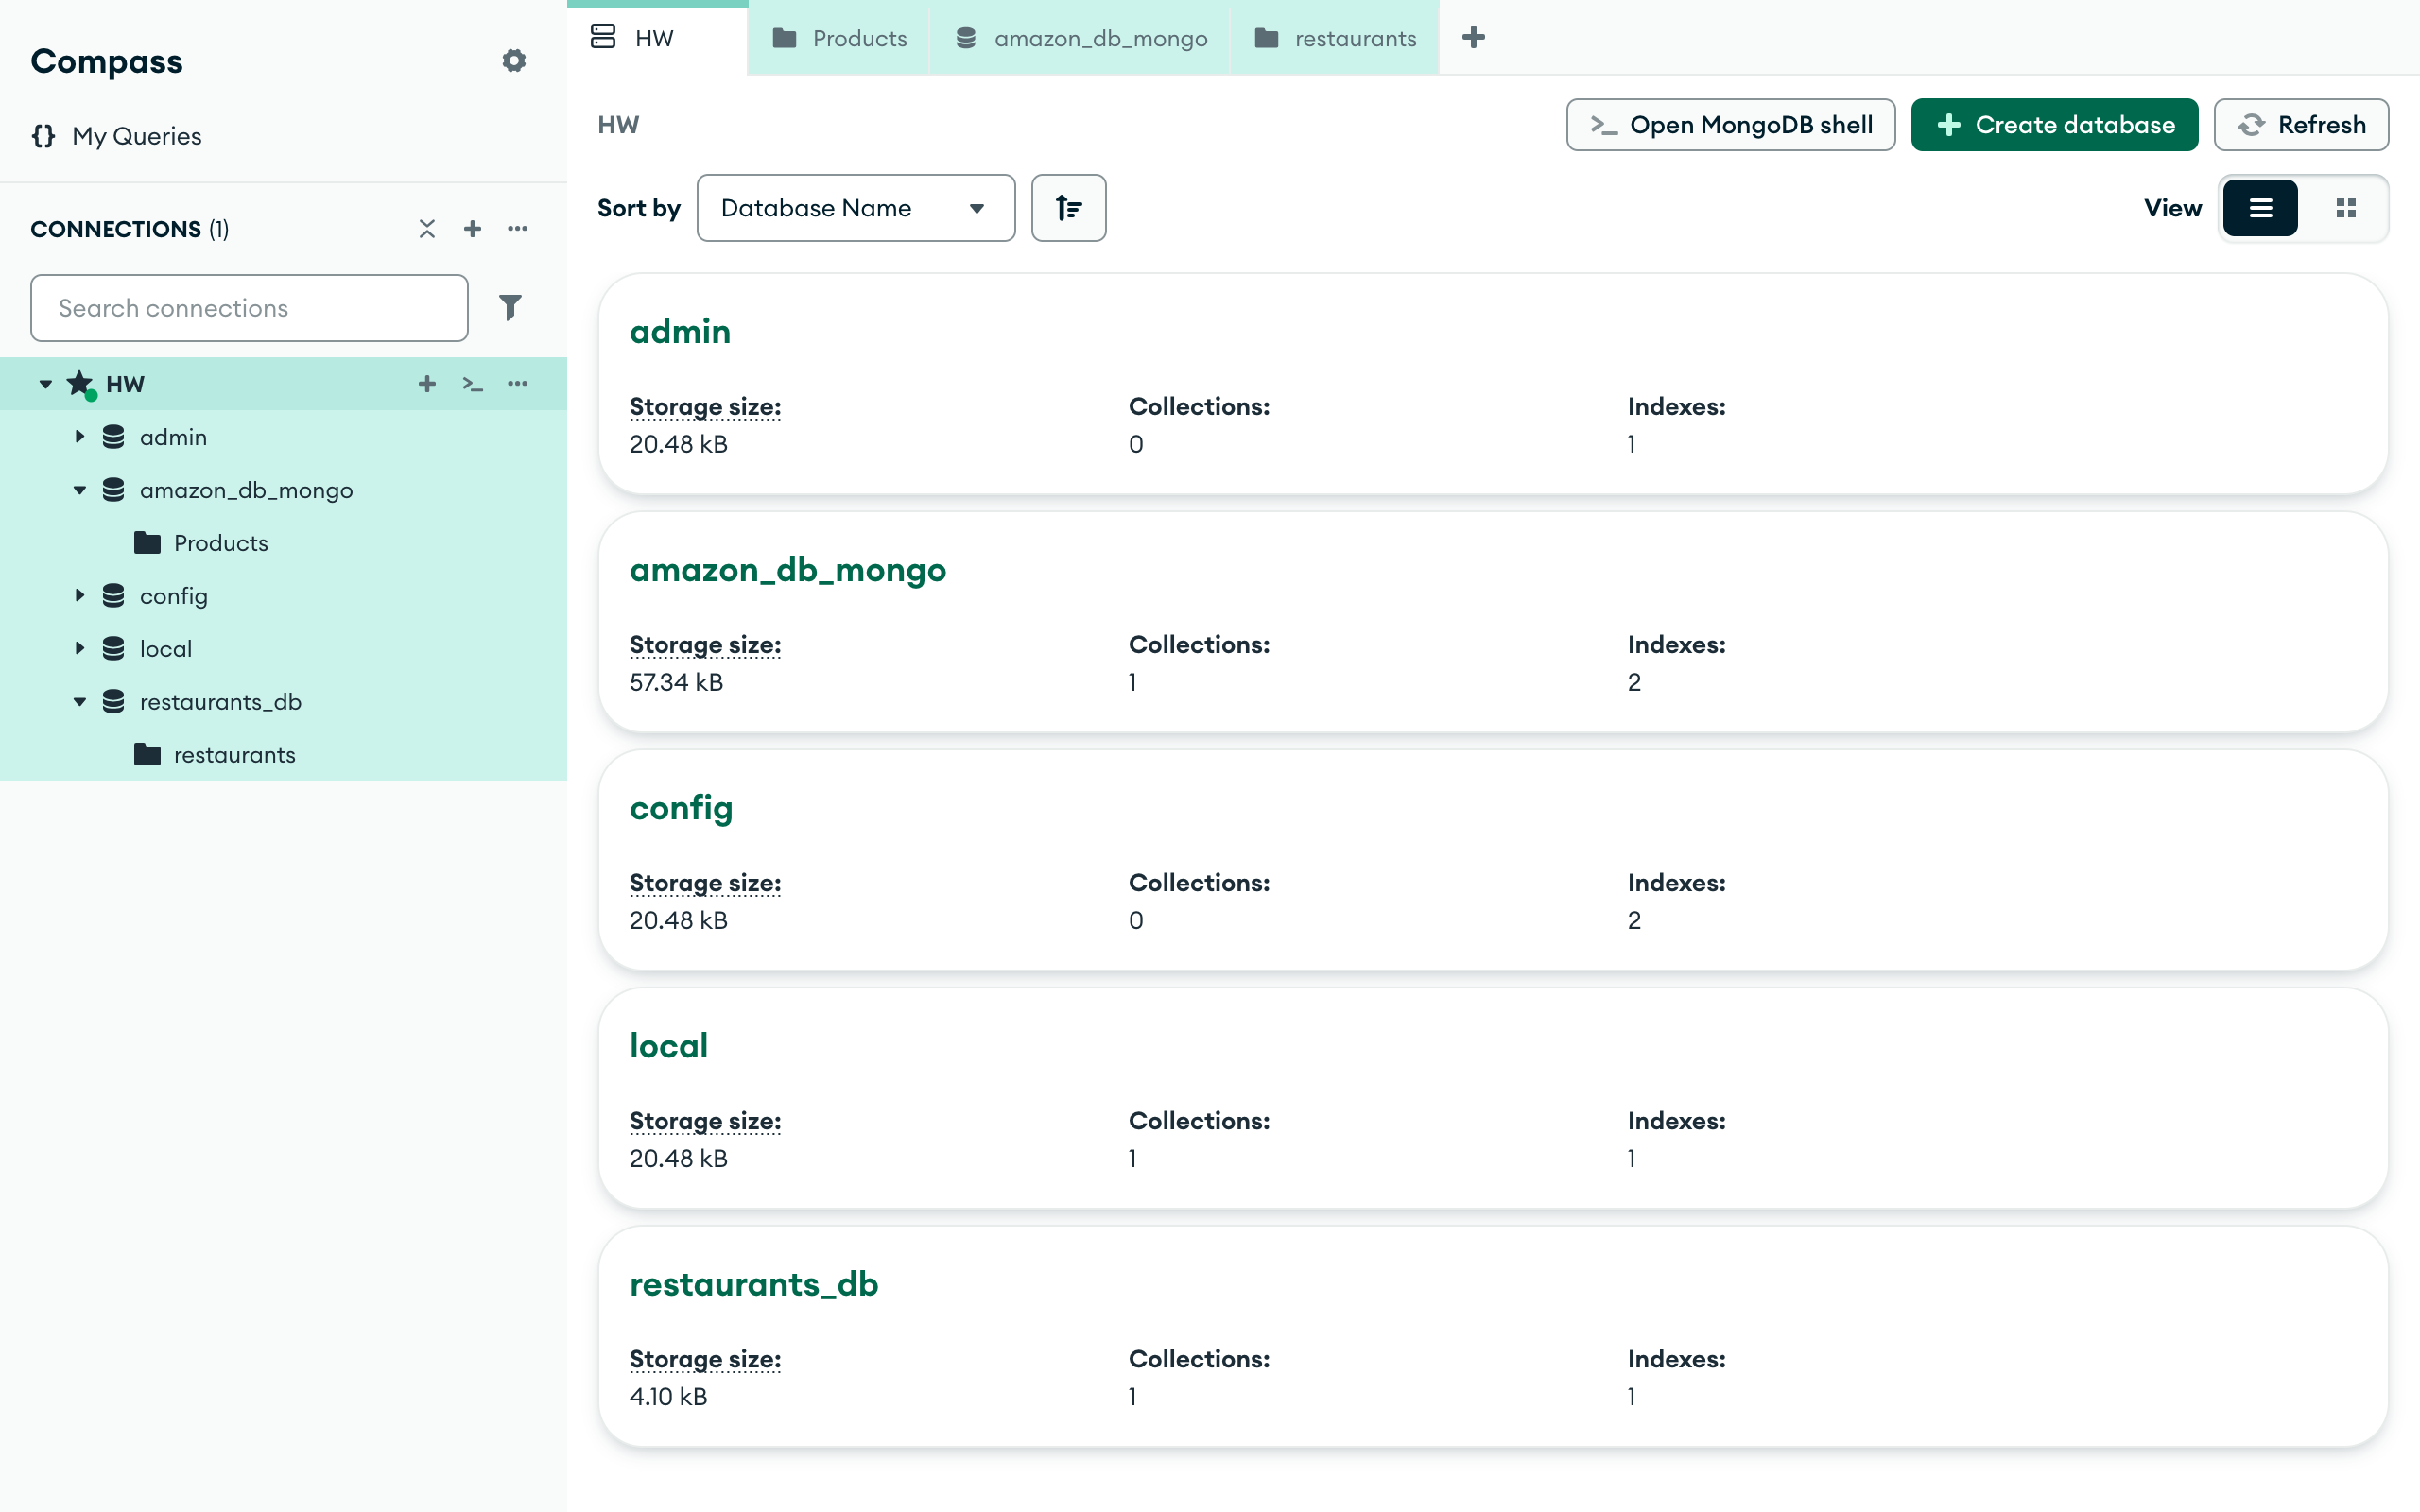 Compass
My Queries
CONNECTIONS (1)
Search connections
HW
admin
amazon_db_mongo
Products
config
local
restaurants_db
restaurants
HW Products amazon_db_mongo restaurants
HW Open MongoDB shell Create database Refresh
Sort by Database Name View
admin
Storage size: Collections: Indexes:
20.48 kB 0 1
amazon_db_mongo
Storage size: Collections: Indexes:
57.34 kB 1 2
config
Storage size: Collections: Indexes:
20.48 kB 0 2
local
Storage size: Collections: Indexes:
20.48 kB 1 1
restaurants_db
Storage size: Collections: Indexes:
4.10 kB 1 1